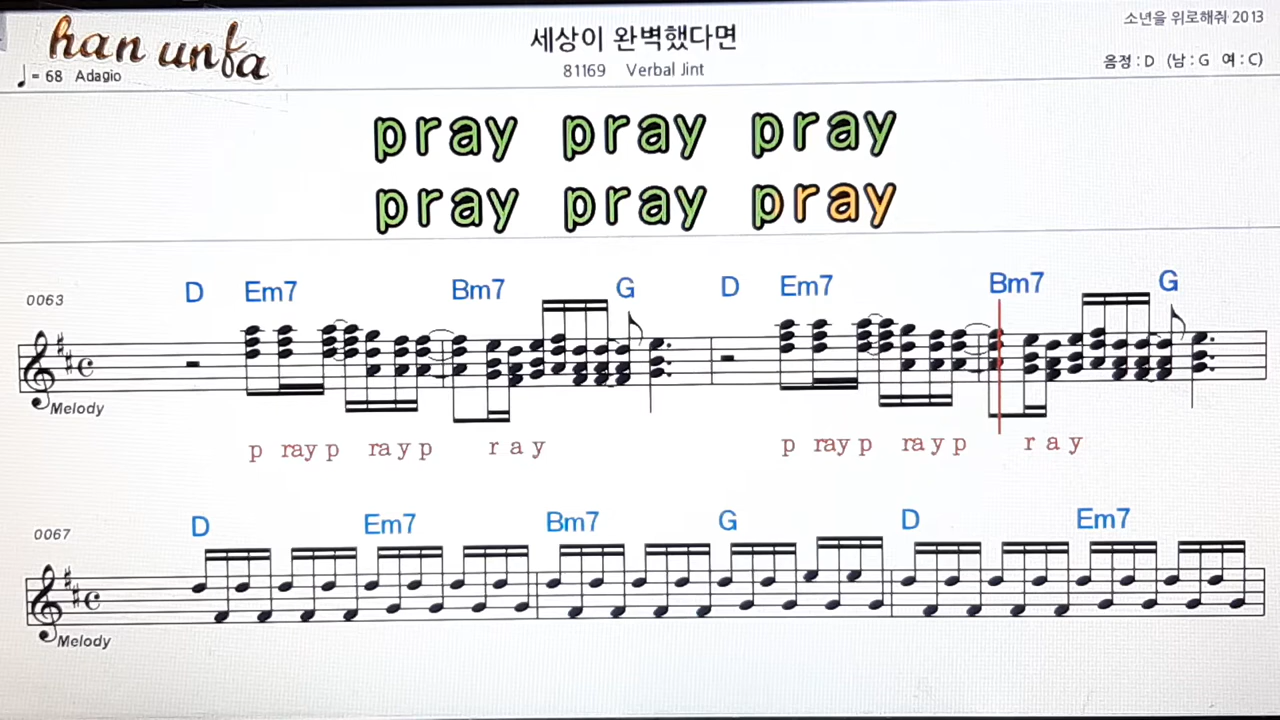 han unfa
세상이 완벽했다면
소년을 위로해줘 2013
♩= 68 Adagio
81169 Verbal Jint
음정 : D (남 : G 여 : C)
pray pray pray
pray pray pray
0063
D Em7 Bm7 G D Em7 Bm7 G
Melody
p ray p ray p r a y p ray p ray p r a y
0067
D Em7 Bm7 G D Em7
Melody